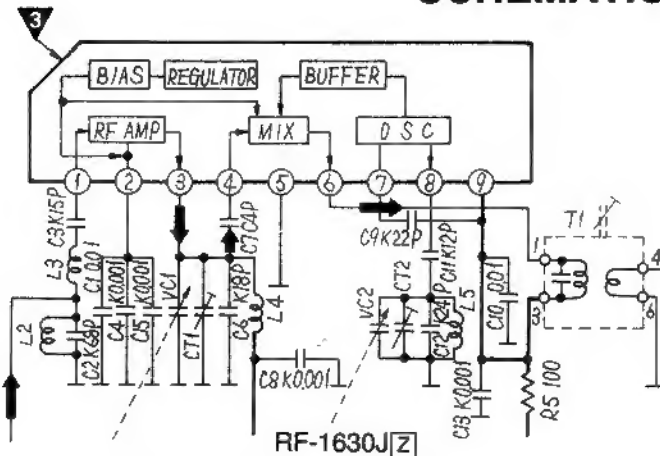 3
BIAS REGULATOR BUFFER
RF AMP MIX OSC
1 2 3 4 5 6 7 8 9
C3K15P
L3
L2
C2K68P
C1 0.01
C4 K0.001
C15 K0.001
VC1
CT1
C7C4P
C6 K18P
L4
C8 K0.001
C9K22P
C11K12P
VC2
CT2
C12 24P
L5
C10 .001
C13 K0.001
T1
1 4
3 6
R5 100
RF-1630J Z